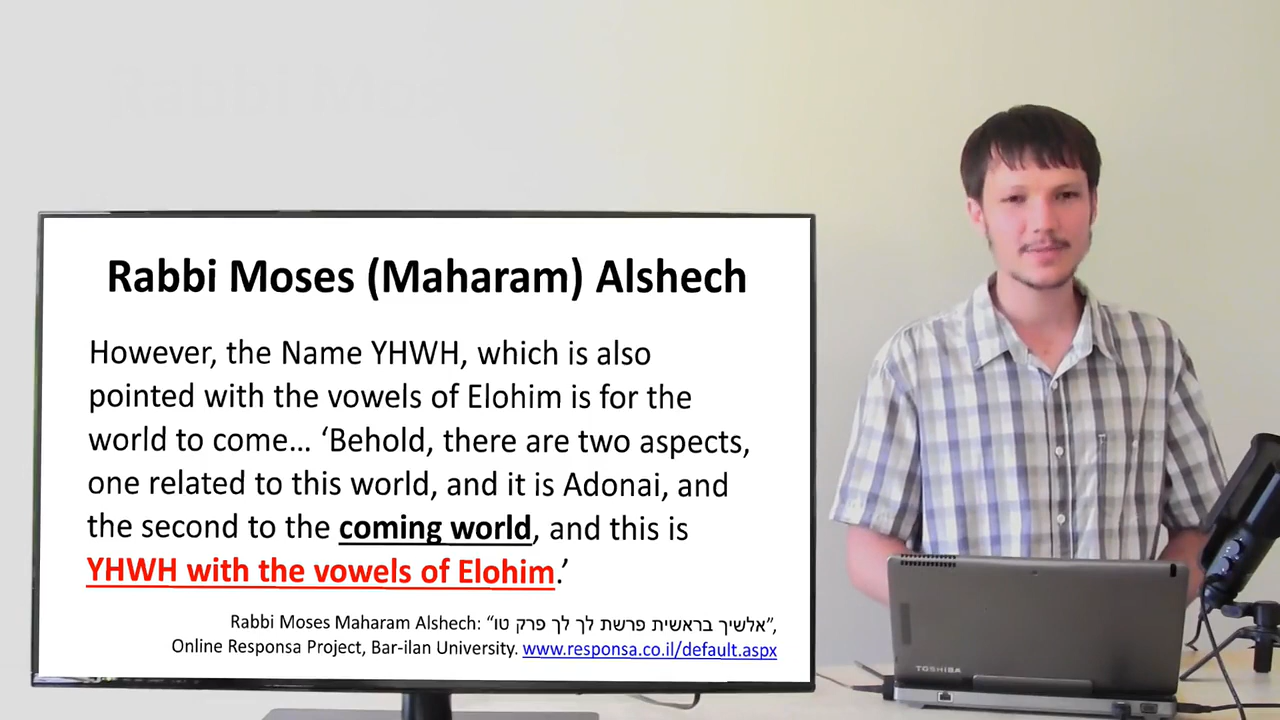 Rabbi Moses (Maharam) Alshech
However, the Name YHWH, which is also
pointed with the vowels of Elohim is for the
world to come… ‘Behold, there are two aspects,
one related to this world, and it is Adonai, and
the second to the coming world, and this is
YHWH with the vowels of Elohim.’
Rabbi Moses Maharam Alshech: “אלשיך בראשית פרשת לך לך פרק טו”,
Online Responsa Project, Bar-ilan University. www.responsa.co.il/default.aspx
TOSHIBA